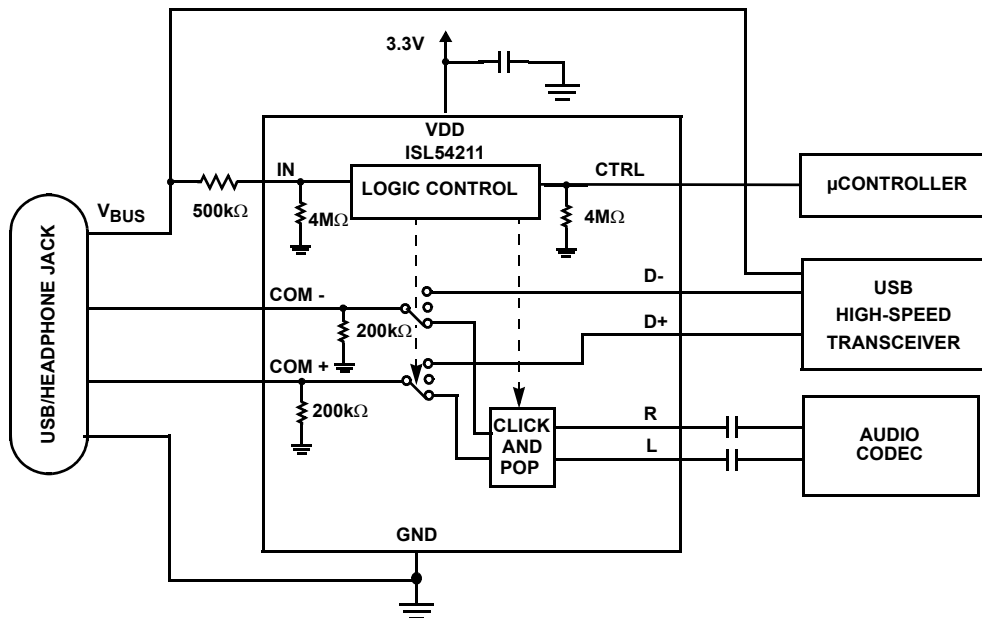 3.3V
VDD
ISL54211
IN
LOGIC CONTROL
CTRL
µCONTROLLER
500kΩ
4MΩ
4MΩ
VBUS
USB/HEADPHONE JACK
COM -
200kΩ
D-
D+
USB
HIGH-SPEED
TRANSCEIVER
COM +
200kΩ
CLICK
AND
POP
R
L
AUDIO
CODEC
GND